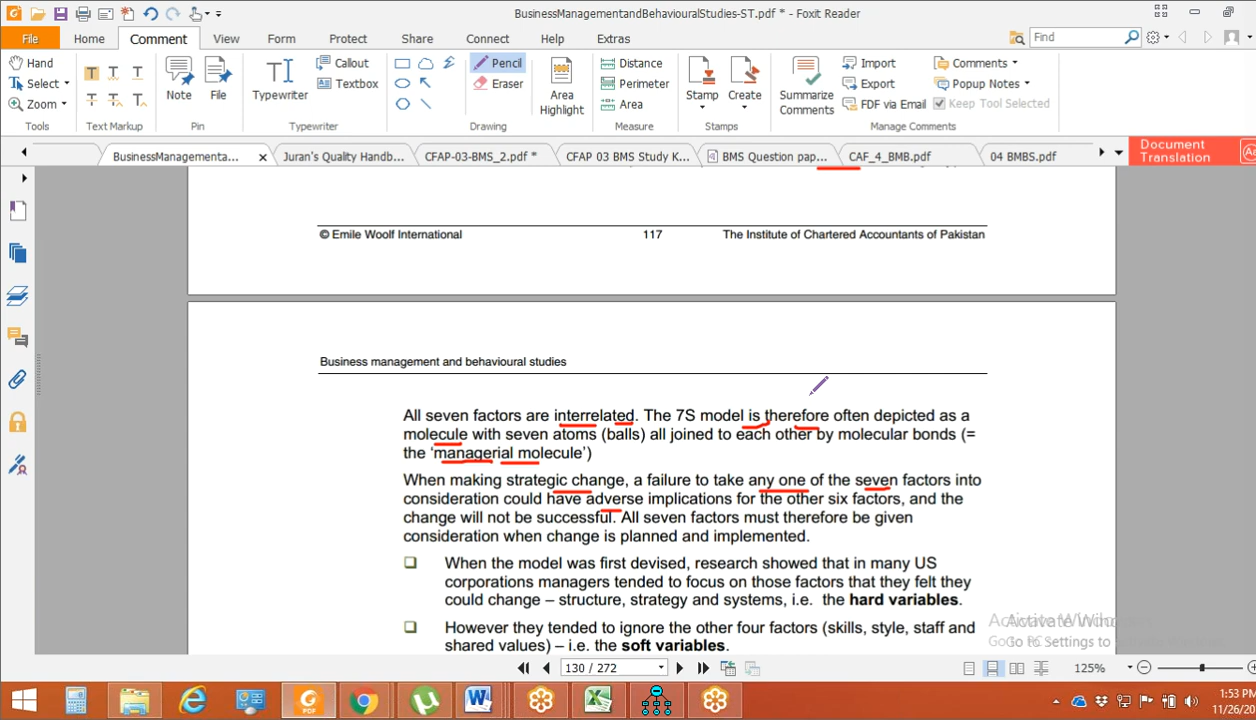 BusinessManagementandBehaviouralStudies-ST.pdf * - Foxit Reader
File Home Comment View Form Protect Share Connect Help Extras Find
Hand Select Zoom Tools
Text Markup
Note File Pin
Typewriter Callout Textbox Typewriter
Pencil Eraser Area Highlight Drawing
Distance Perimeter Area Measure
Stamp Create Stamps
Summarize Comments Import Export FDF via Email Comments Popup Notes Keep Tool Selected Manage Comments
BusinessManagementa... Juran's Quality Handb... CFAP-03-BMS_2.pdf * CFAP 03 BMS Study K... BMS Question pap... CAF_4_BMB.pdf 04 BMBS.pdf Document Translation
© Emile Woolf International 117 The Institute of Chartered Accountants of Pakistan
Business management and behavioural studies
All seven factors are interrelated. The 7S model is therefore often depicted as a
molecule with seven atoms (balls) all joined to each other by molecular bonds (=
the 'managerial molecule')
When making strategic change, a failure to take any one of the seven factors into
consideration could have adverse implications for the other six factors, and the
change will not be successful. All seven factors must therefore be given
consideration when change is planned and implemented.
When the model was first devised, research showed that in many US
corporations managers tended to focus on those factors that they felt they
could change – structure, strategy and systems, i.e. the hard variables.
However they tended to ignore the other four factors (skills, style, staff and
shared values) – i.e. the soft variables.
130 / 272 125%
1:53 PM